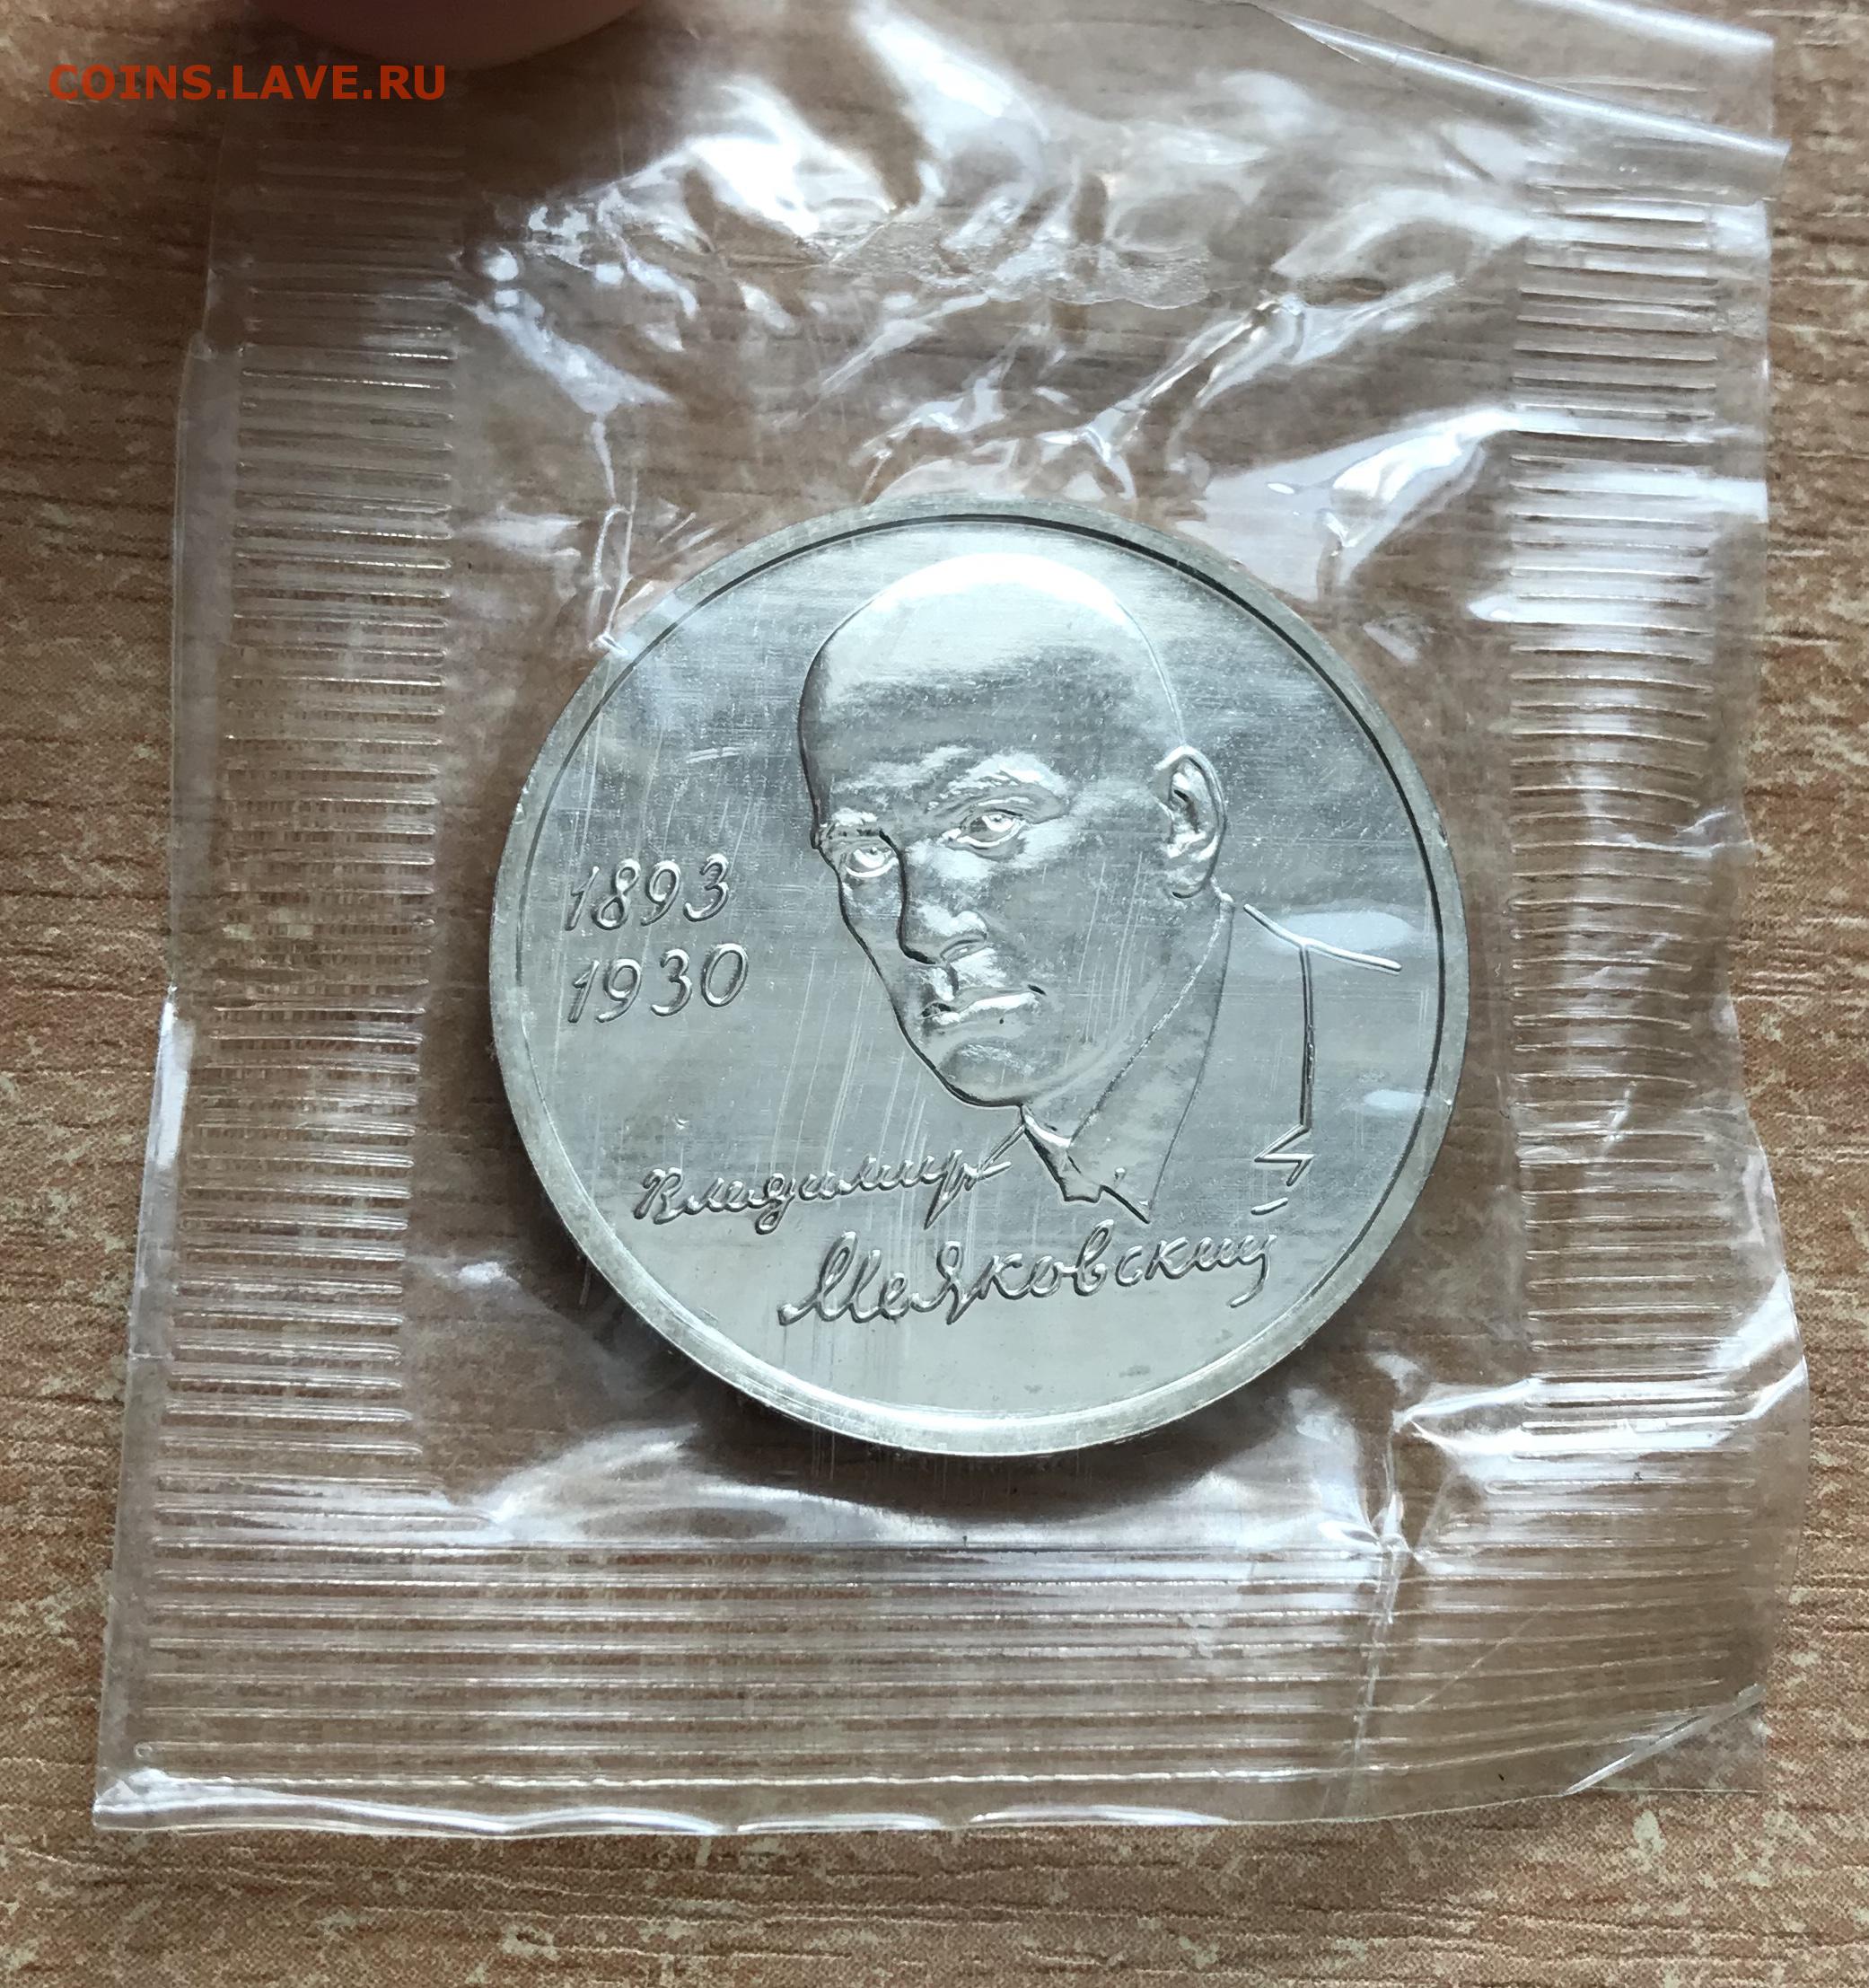 COINS.LAVE.RU
1893
1930
Владимир
Маяковский